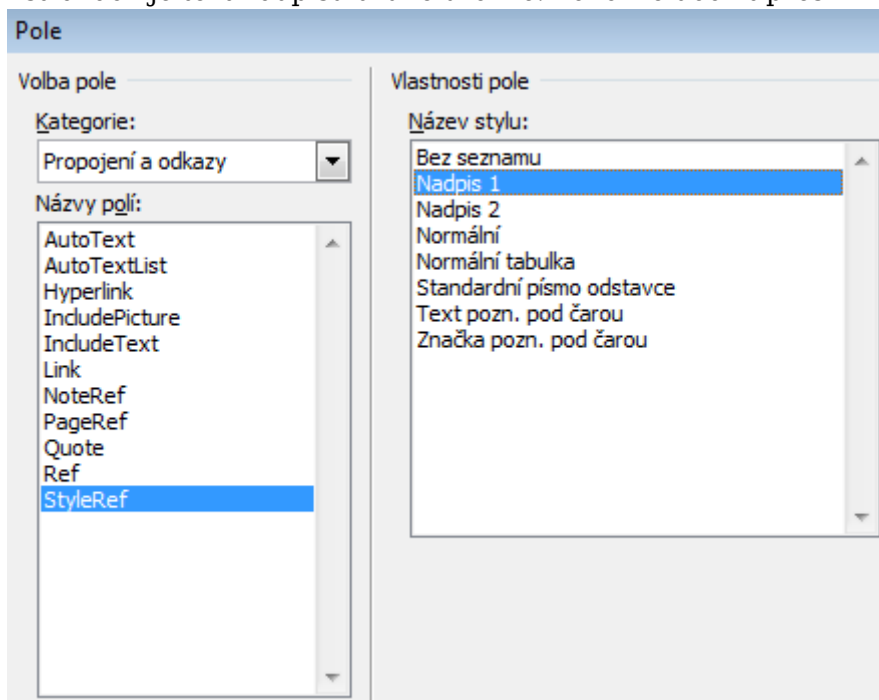 Pole
Volba pole
Kategorie:
Propojení a odkazy
Názvy polí:
AutoText
AutoTextList
Hyperlink
IncludePicture
IncludeText
Link
NoteRef
PageRef
Quote
Ref
StyleRef
Vlastnosti pole
Název stylu:
Bez seznamu
Nadpis 1
Nadpis 2
Normální
Normální tabulka
Standardní písmo odstavce
Text pozn. pod čarou
Značka pozn. pod čarou